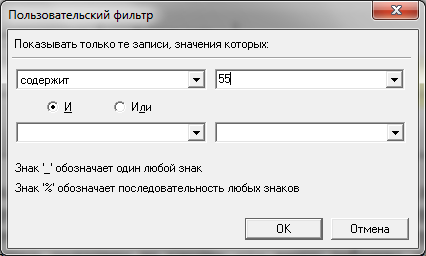 Пользовательский фильтр
Показывать только те записи, значения которых:
содержит 55
И Или
Знак '_' обозначает один любой знак
Знак '%' обозначает последовательность любых знаков
OK Отмена